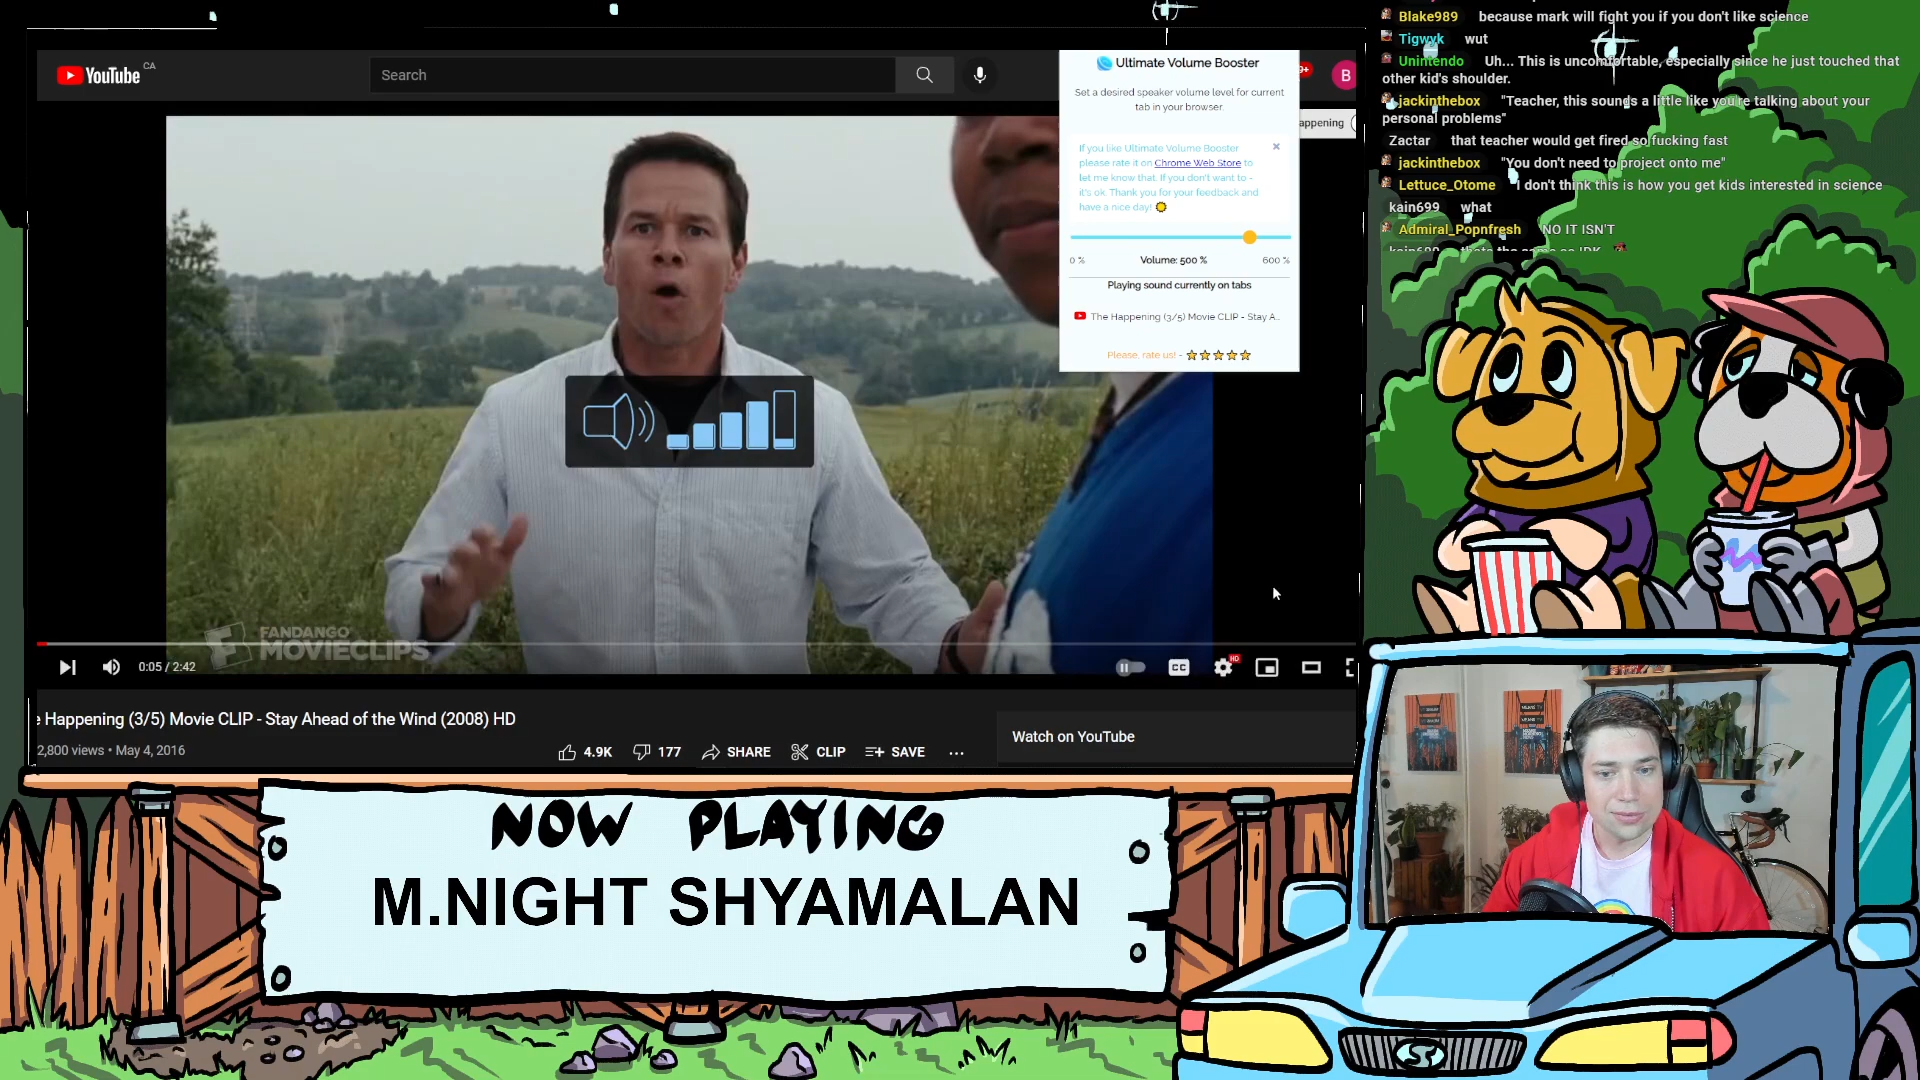 YouTube CA
Search
Ultimate Volume Booster
Set a desired speaker volume level for current
tab in your browser.
If you like Ultimate Volume Booster
please rate it on Chrome Web Store to
let me know that. If you don't want to -
it's ok. Thank you for your feedback and
have a nice day!
0 %
Volume: 500 %
600 %
Playing sound currently on tabs
The Happening (3/5) Movie CLIP - Stay A...
Please, rate us! -
9+
B
appening
FANDANGO
MOVIECLIPS
0:05 / 2:42
CC
HD
e Happening (3/5) Movie CLIP - Stay Ahead of the Wind (2008) HD
2,800 views • May 4, 2016
4.9K
177
SHARE
CLIP
SAVE
...
Watch on YouTube
NOW PLAYING
M.NIGHT SHYAMALAN
Blake989 because mark will fight you if you don't like science
Tigwyk wut
Unintendo Uh... This is uncomfortable, especially since he just touched that
other kid's shoulder.
jackinthebox "Teacher, this sounds a little like you're talking about your
personal problems"
Zactar that teacher would get fired so fucking fast
jackinthebox "You don't need to project onto me"
Lettuce_Otome I don't think this is how you get kids interested in science
kain699 what
Admiral_Popnfresh NO IT ISN'T